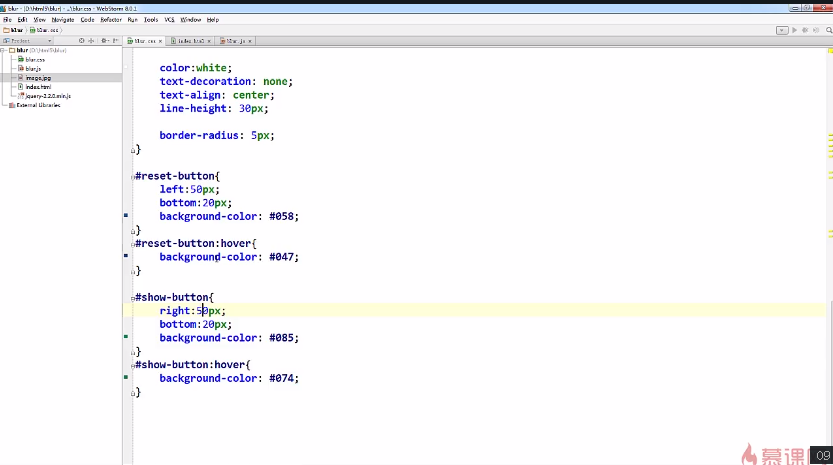 blur - [D:\html5\blur] - ...\blur.css - WebStorm 8.0.1
File Edit View Navigate Code Refactor Run Tools VCS Window Help
blur blur.css
Project
blur.css index.html blur.js
blur (D:\html5\blur)
blur.css
blur.js
image.jpg
index.html
jquery-2.2.0.min.js
External Libraries
color:white;
text-decoration: none;
text-align: center;
line-height: 30px;
border-radius: 5px;
}
#reset-button{
left:50px;
bottom:20px;
background-color: #058;
}
#reset-button:hover{
background-color: #047;
}
#show-button{
right:50px;
bottom:20px;
background-color: #085;
}
#show-button:hover{
background-color: #074;
}
慕课
09